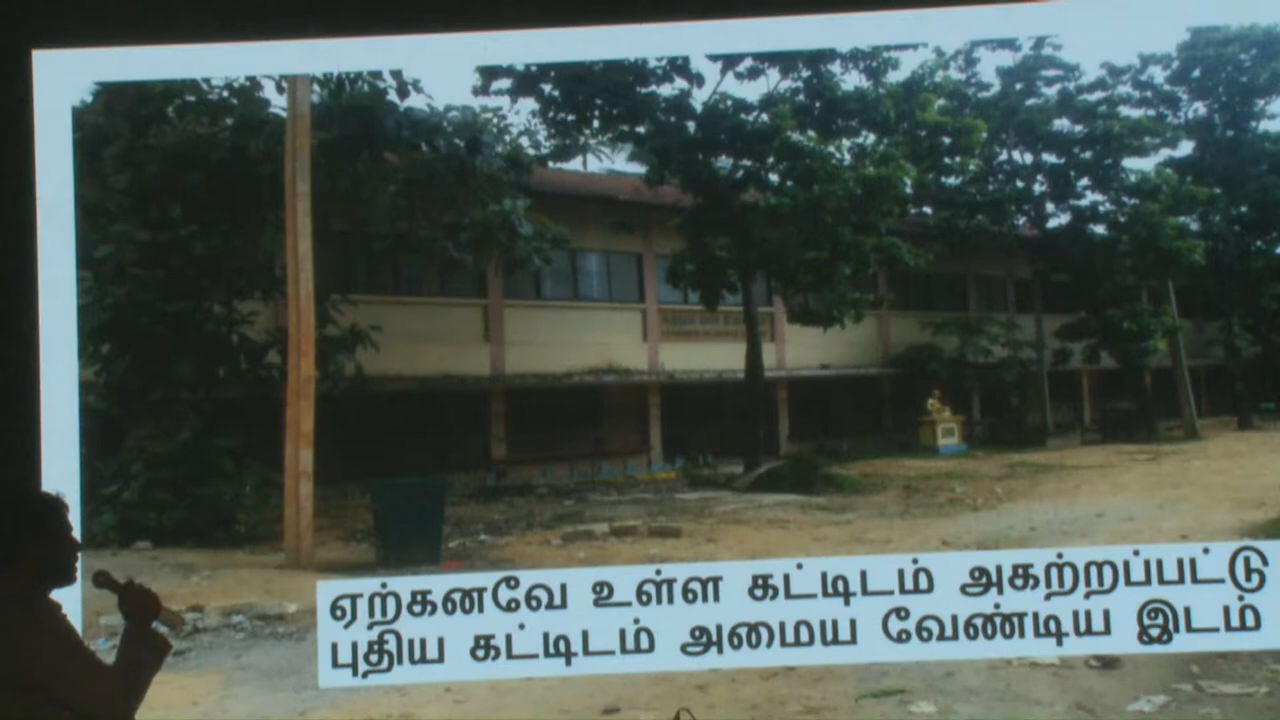 ஏற்கனவே உள்ள கட்டிடம் அகற்றப்பட்டு
புதிய கட்டிடம் அமைய வேண்டிய இடம்